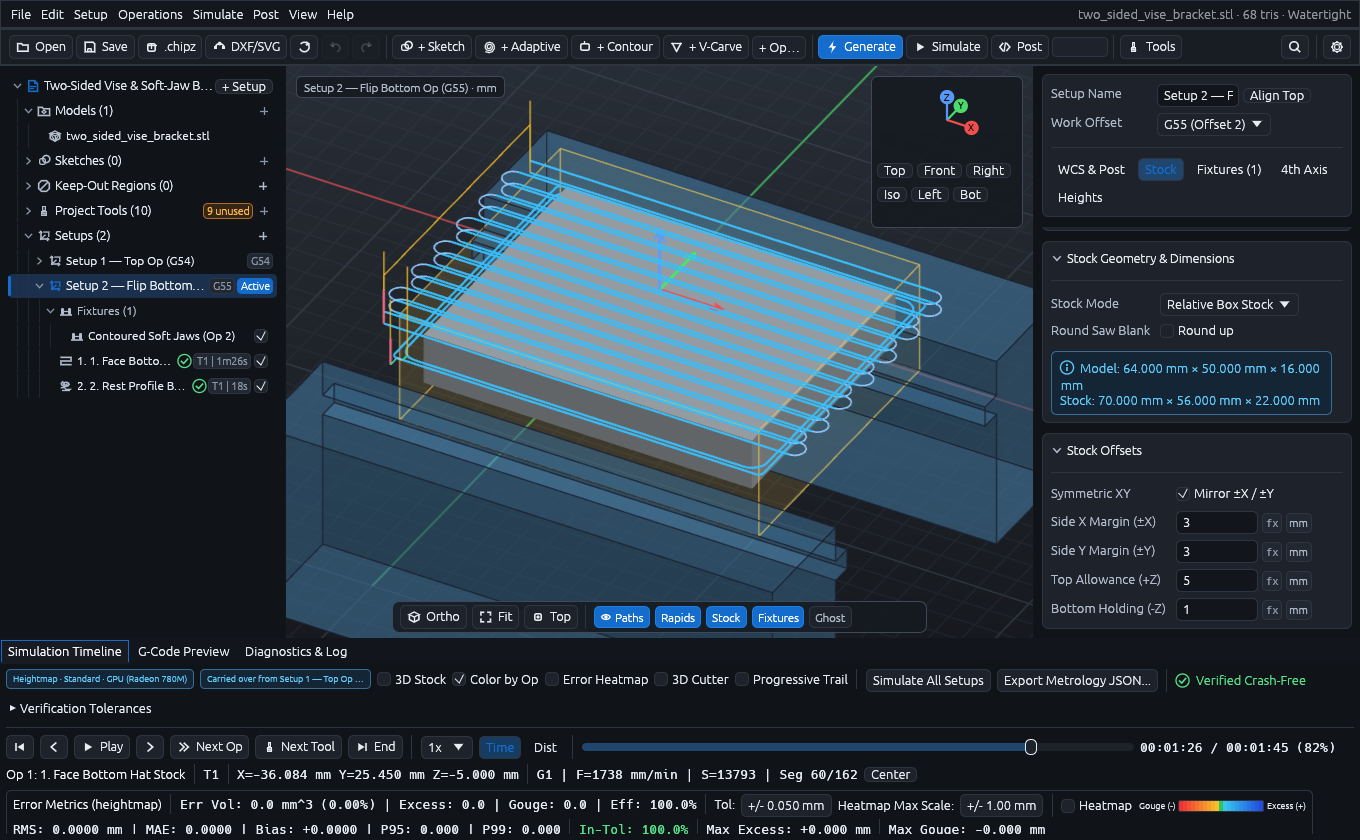 File Edit Setup Operations Simulate Post View Help
two_sided_vise_bracket.stl · 68 tris · Watertight
Open Save .chipz DXF/SVG + Sketch + Adaptive + Contour + V-Carve + Op... Generate Simulate Post Tools
Two-Sided Vise & Soft-Jaw B... + Setup
Models (1) +
two_sided_vise_bracket.stl
Sketches (0) +
Keep-Out Regions (0) +
Project Tools (10) 9 unused +
Setups (2) +
Setup 1 — Top Op (G54) G54
Setup 2 — Flip Bottom... G55 Active
Fixtures (1)
Contoured Soft Jaws (Op 2)
1. 1. Face Botto... T1 | 1m26s
2. 2. Rest Profile B... T1 | 18s
Setup 2 — Flip Bottom Op (G55) · mm
Z
Y
X
Top Front Right
Iso Left Bot
Ortho Fit Top Paths Rapids Stock Fixtures Ghost
Setup Name Setup 2 — F Align Top
Work Offset G55 (Offset 2)
WCS & Post Stock Fixtures (1) 4th Axis
Heights
Stock Geometry & Dimensions
Stock Mode Relative Box Stock
Round Saw Blank Round up
Model: 64.000 mm × 50.000 mm × 16.000
mm
Stock: 70.000 mm × 56.000 mm × 22.000 mm
Stock Offsets
Symmetric XY Mirror ±X / ±Y
Side X Margin (±X) 3 fx mm
Side Y Margin (±Y) 3 fx mm
Top Allowance (+Z) 5 fx mm
Bottom Holding (-Z) 1 fx mm
Simulation Timeline G-Code Preview Diagnostics & Log
Heightmap · Standard · GPU (Radeon 780M) Carried over from Setup 1 — Top Op ... 3D Stock Color by Op Error Heatmap 3D Cutter Progressive Trail Simulate All Setups Export Metrology JSON... Verified Crash-Free
Verification Tolerances
Play Next Op Next Tool End 1x Time Dist 00:01:26 / 00:01:45 (82%)
Op 1: 1. Face Bottom Hat Stock T1 X=-36.084 mm Y=25.450 mm Z=-5.000 mm G1 | F=1738 mm/min | S=13793 | Seg 60/162 Center
Error Metrics (heightmap) Err Vol: 0.0 mm^3 (0.00%) | Excess: 0.0 | Gouge: 0.0 | Eff: 100.0% Tol: +/- 0.050 mm Heatmap Max Scale: +/- 1.00 mm Heatmap Gouge (-) Excess (+)
RMS: 0.0000 mm | MAE: 0.0000 | Bias: +0.0000 | P95: 0.000 | P99: 0.000 In-Tol: 100.0% Max Excess: +0.000 mm Max Gouge: -0.000 mm